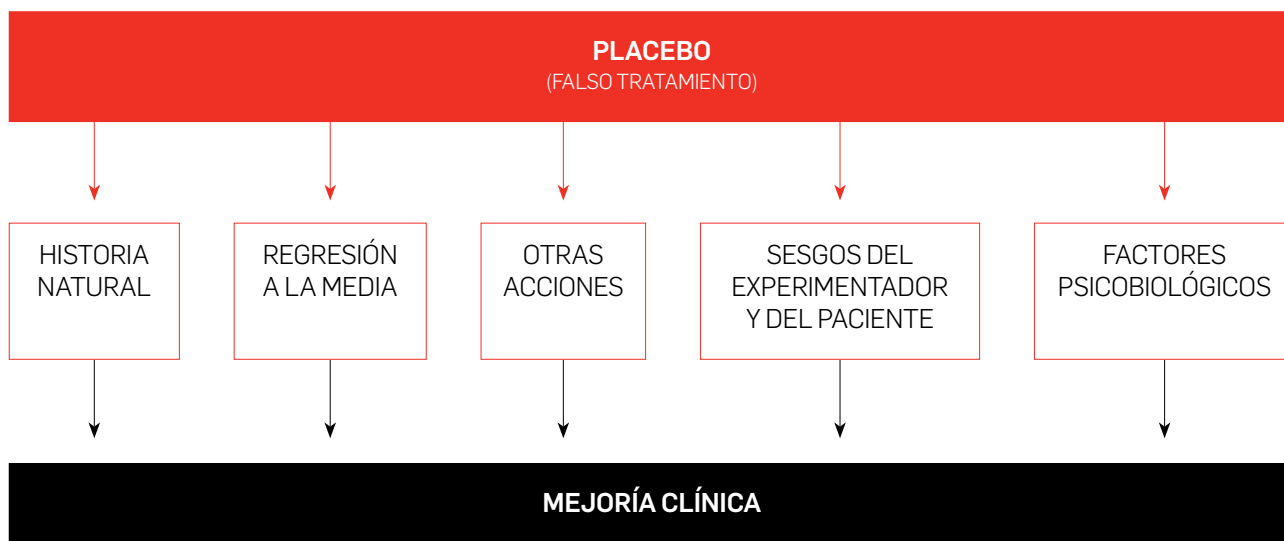 PLACEBO
(FALSO TRATAMIENTO)
HISTORIA
NATURAL
REGRESIÓN
A LA MEDIA
OTRAS
ACCIONES
SESGOS DEL
EXPERIMENTADOR
Y DEL PACIENTE
FACTORES
PSICOBIOLÓGICOS
MEJORÍA CLÍNICA